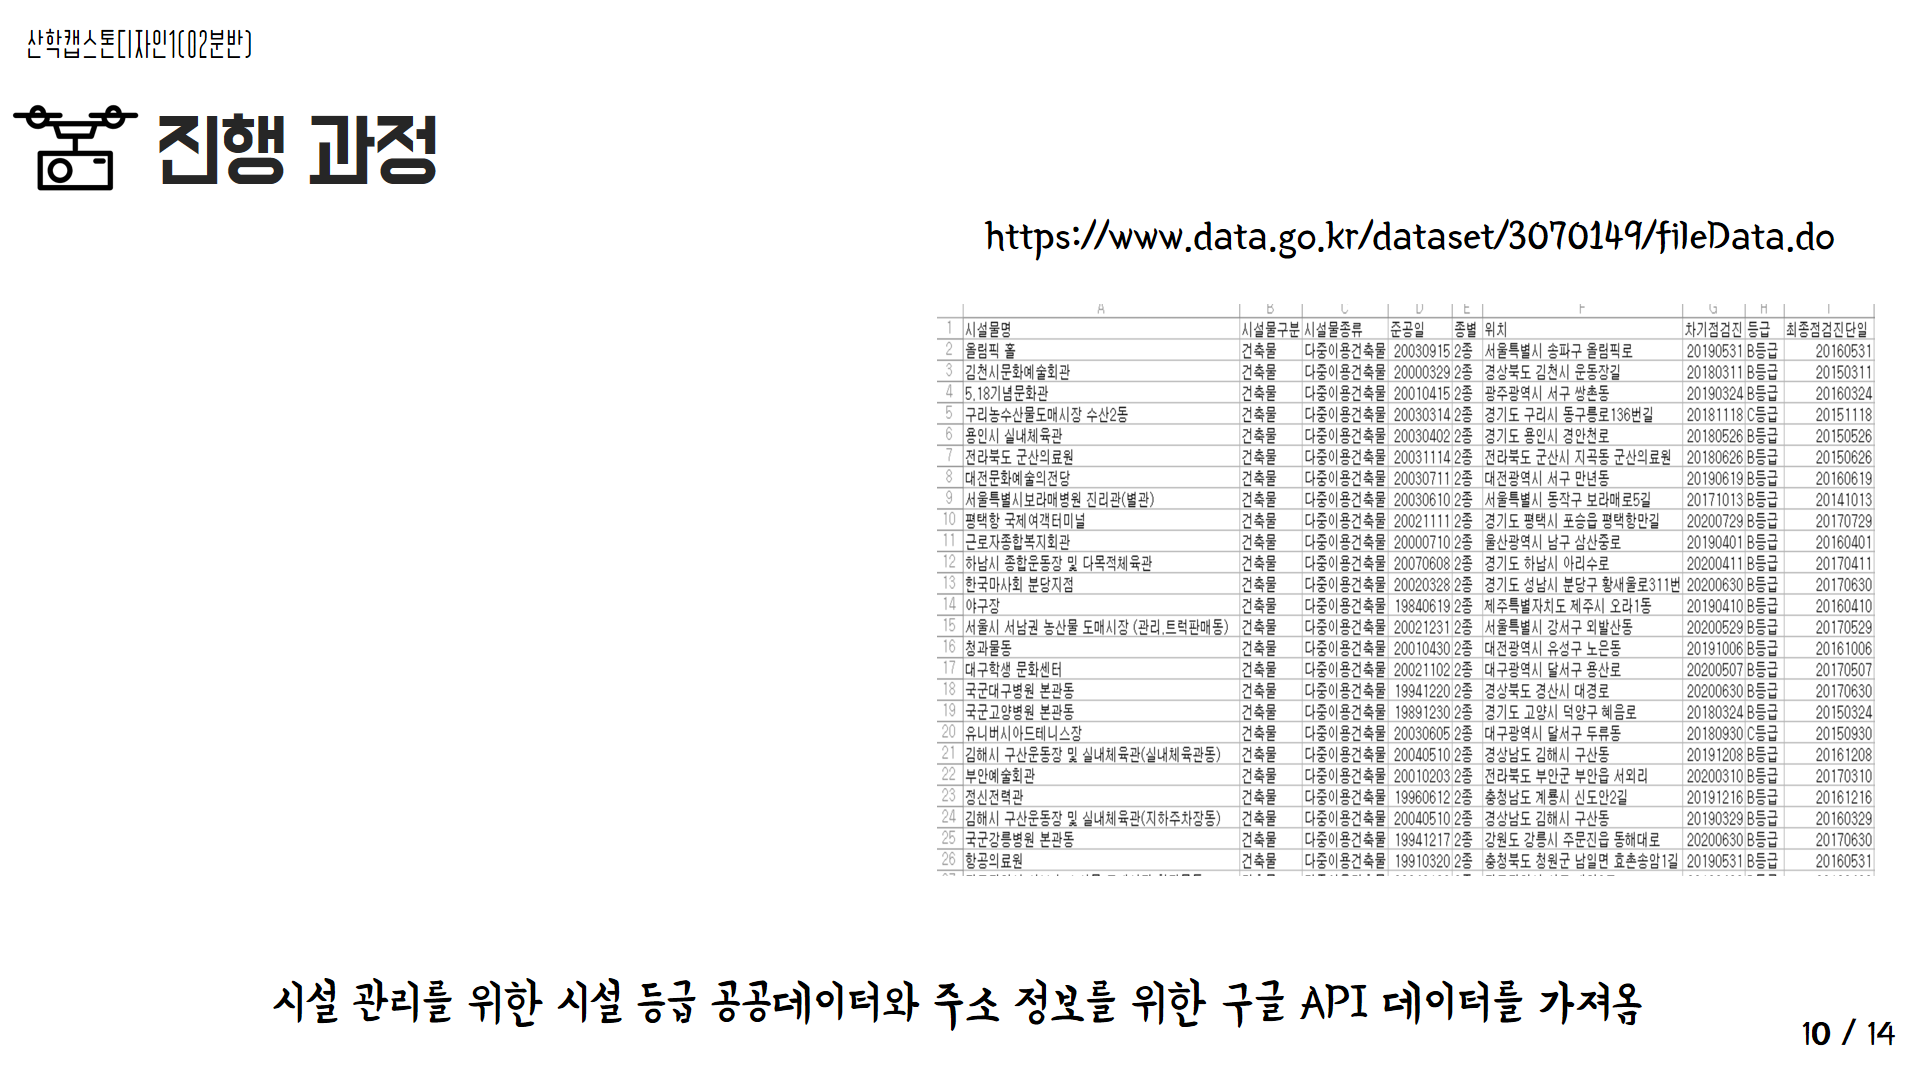 산학캡스톤디자인1(02분반)
진행 과정
https://www.data.go.kr/dataset/3070149/fileData.do
A B C D E F G H I
1 시설물명 시설물구분 시설물종류 준공일 종별 위치 차기점검진 등급 최종점검진단일
2 올림픽 홀 건축물 다중이용건축물 20030915 2종 서울특별시 송파구 올림픽로 20190531 B등급 20160531
3 김천시문화예술회관 건축물 다중이용건축물 20000329 2종 경상북도 김천시 운동장길 20180311 B등급 20150311
4 5.18기념문화관 건축물 다중이용건축물 20010415 2종 광주광역시 서구 쌍촌동 20190324 B등급 20160324
5 구리농수산물도매시장 수산2동 건축물 다중이용건축물 20030314 2종 경기도 구리시 동구릉로136번길 20181118 C등급 20151118
6 용인시 실내체육관 건축물 다중이용건축물 20030402 2종 경기도 용인시 경안천로 20180526 B등급 20150526
7 전라북도 군산의료원 건축물 다중이용건축물 20031114 2종 전라북도 군산시 지곡동 군산의료원 20180626 B등급 20150626
8 대전문화예술의전당 건축물 다중이용건축물 20030711 2종 대전광역시 서구 만년동 20190619 B등급 20160619
9 서울특별시보라매병원 진리관(별관) 건축물 다중이용건축물 20030610 2종 서울특별시 동작구 보라매로5길 20171013 B등급 20141013
10 평택항 국제여객터미널 건축물 다중이용건축물 20021111 2종 경기도 평택시 포승읍 평택항만길 20200729 B등급 20170729
11 근로자종합복지회관 건축물 다중이용건축물 20000710 2종 울산광역시 남구 삼산중로 20190401 B등급 20160401
12 하남시 종합운동장 및 다목적체육관 건축물 다중이용건축물 20070608 2종 경기도 하남시 아리수로 20200411 B등급 20170411
13 한국마사회 분당지점 건축물 다중이용건축물 20020328 2종 경기도 성남시 분당구 황새울로311번 20200630 B등급 20170630
14 야구장 건축물 다중이용건축물 19840619 2종 제주특별자치도 제주시 오라1동 20190410 B등급 20160410
15 서울시 서남권 농산물 도매시장 (관리,트럭판매동) 건축물 다중이용건축물 20021231 2종 서울특별시 강서구 외발산동 20200529 B등급 20170529
16 청과물동 건축물 다중이용건축물 20010430 2종 대전광역시 유성구 노은동 20191006 B등급 20161006
17 대구학생 문화센터 건축물 다중이용건축물 20021102 2종 대구광역시 달서구 용산로 20200507 B등급 20170507
18 국군대구병원 본관동 건축물 다중이용건축물 19941220 2종 경상북도 경산시 대경로 20200630 B등급 20170630
19 국군고양병원 본관동 건축물 다중이용건축물 19891230 2종 경기도 고양시 덕양구 혜음로 20180324 B등급 20150324
20 유니버시아드테니스장 건축물 다중이용건축물 20030605 2종 대구광역시 달서구 두류동 20180930 C등급 20150930
21 김해시 구산운동장 및 실내체육관(실내체육관동) 건축물 다중이용건축물 20040510 2종 경상남도 김해시 구산동 20191208 B등급 20161208
22 부안예술회관 건축물 다중이용건축물 20010203 2종 전라북도 부안군 부안읍 서외리 20200310 B등급 20170310
23 정신전력관 건축물 다중이용건축물 19960612 2종 충청남도 계룡시 신도안2길 20191216 B등급 20161216
24 김해시 구산운동장 및 실내체육관(지하주차장동) 건축물 다중이용건축물 20040510 2종 경상남도 김해시 구산동 20190329 B등급 20160329
25 국군강릉병원 본관동 건축물 다중이용건축물 19941217 2종 강원도 강릉시 주문진읍 동해대로 20200630 B등급 20170630
26 항공의료원 건축물 다중이용건축물 19910320 2종 충청북도 청원군 남일면 효촌송암1길 20190531 B등급 20160531
시설 관리를 위한 시설 등급 공공데이터와 주소 정보를 위한 구글 API 데이터를 가져옴
10 / 14